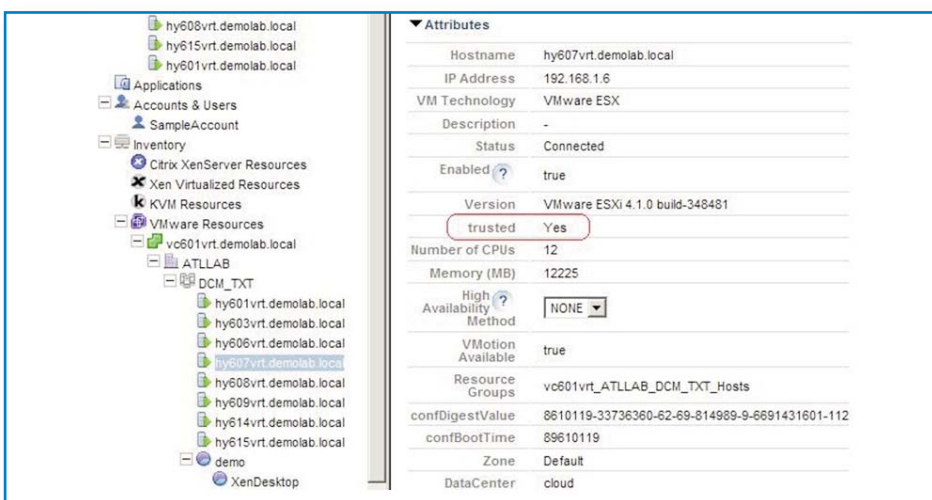 hy608vrt.demolab.local
hy615vrt.demolab.local
hy601vrt.demolab.local
Applications
Accounts & Users
SampleAccount
Inventory
Citrix XenServer Resources
Xen Virtualized Resources
KVM Resources
VMware Resources
vc601vrt.demolab.local
ATLLAB
DCM_TXT
hy601vrt.demolab.local
hy603vrt.demolab.local
hy606vrt.demolab.local
hy607vrt.demolab.local
hy608vrt.demolab.local
hy609vrt.demolab.local
hy614vrt.demolab.local
hy615vrt.demolab.local
demo
XenDesktop
Attributes
Hostname hy607vrt.demolab.local
IP Address 192.168.1.6
VM Technology VMware ESX
Description -
Status Connected
Enabled ? true
Version VMware ESXi 4.1.0 build-348481
trusted Yes
Number of CPUs 12
Memory (MB) 12225
High ?
Availability NONE
Method
VMotion
Available true
Resource
Groups vc601vrt_ATLLAB_DCM_TXT_Hosts
confDigestValue 8610119-33736360-62-69-814989-9-6691431601-112
confBootTime 89610119
Zone Default
DataCenter cloud